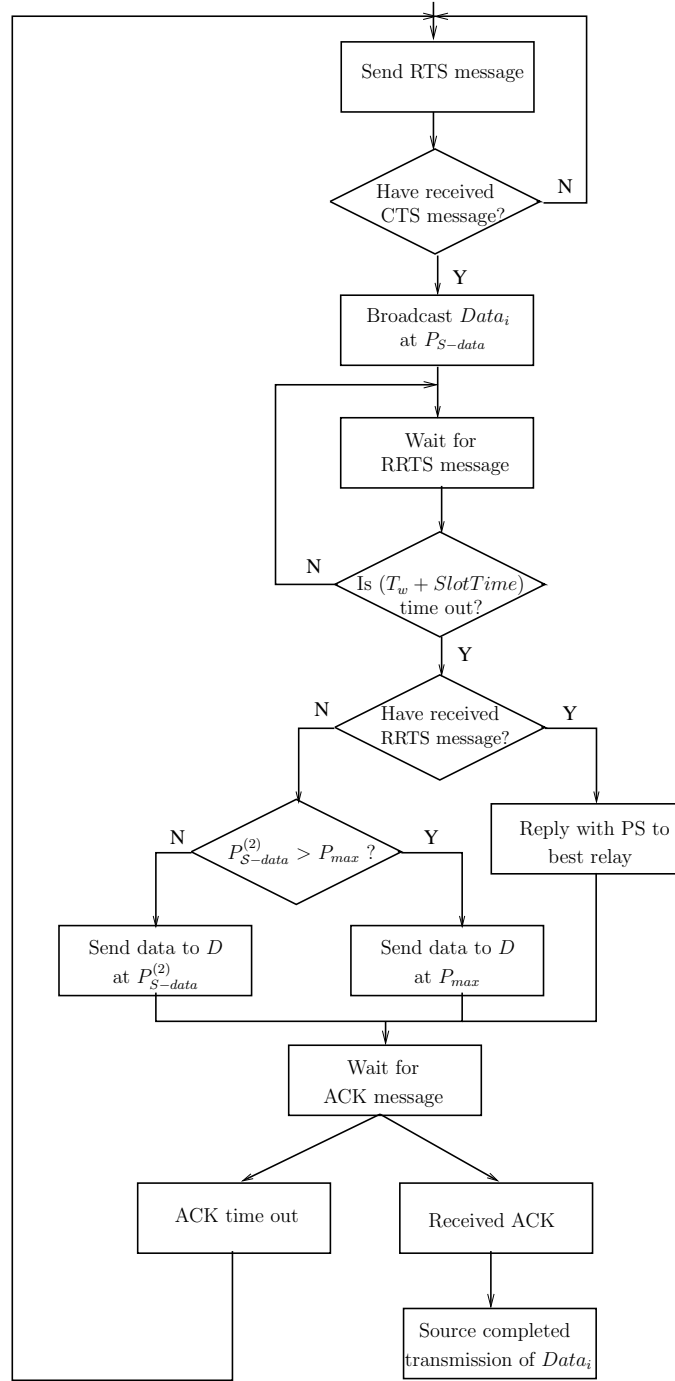 Send RTS message
Have received
CTS message?
N
Y
Broadcast Data_i
at P_{S−data}
Wait for
RRTS message
N
Is (T_w + SlotTime)
time out?
Y
N
Have received
RRTS message?
Y
N
P^{(2)}_{S−data} > P_{max} ?
Y
Reply with PS to
best relay
Send data to D
at P^{(2)}_{S−data}
Send data to D
at P_{max}
Wait for
ACK message
ACK time out
Received ACK
Source completed
transmission of Data_i